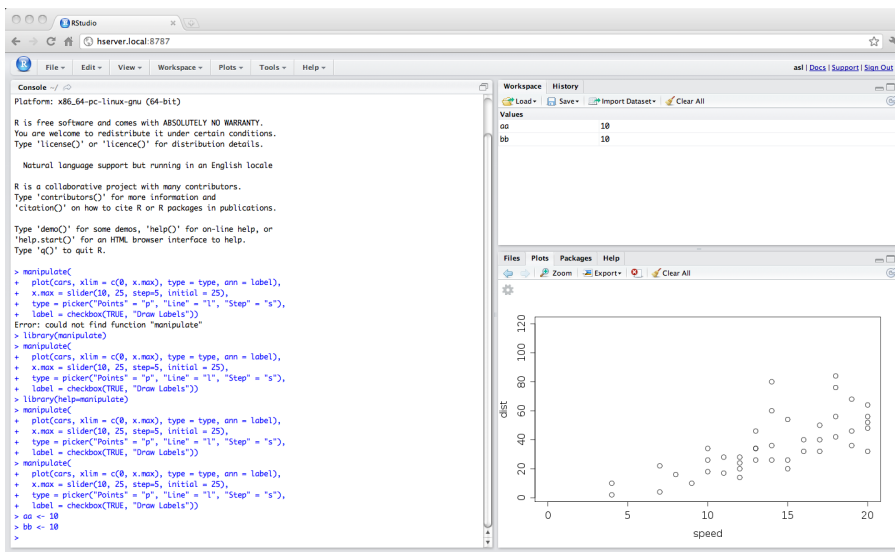 RStudio
hserver.local:8787
File Edit View Workspace Plots Tools Help
asl | Docs | Support | Sign Out
Console ~/
Platform: x86_64-pc-linux-gnu (64-bit)
R is free software and comes with ABSOLUTELY NO WARRANTY.
You are welcome to redistribute it under certain conditions.
Type 'license()' or 'licence()' for distribution details.
Natural language support but running in an English locale
R is a collaborative project with many contributors.
Type 'contributors()' for more information and
'citation()' on how to cite R or R packages in publications.
Type 'demo()' for some demos, 'help()' for on-line help, or
'help.start()' for an HTML browser interface to help.
Type 'q()' to quit R.
> manipulate(
+   plot(cars, xlim = c(0, x.max), type = type, ann = label),
+   x.max = slider(10, 25, step=5, initial = 25),
+   type = picker("Points" = "p", "Line" = "l", "Step" = "s"),
+   label = checkbox(TRUE, "Draw Labels"))
Error: could not find function "manipulate"
> library(manipulate)
> manipulate(
+   plot(cars, xlim = c(0, x.max), type = type, ann = label),
+   x.max = slider(10, 25, step=5, initial = 25),
+   type = picker("Points" = "p", "Line" = "l", "Step" = "s"),
+   label = checkbox(TRUE, "Draw Labels"))
> library(help=manipulate)
> manipulate(
+   plot(cars, xlim = c(0, x.max), type = type, ann = label),
+   x.max = slider(10, 25, step=5, initial = 25),
+   type = picker("Points" = "p", "Line" = "l", "Step" = "s"),
+   label = checkbox(TRUE, "Draw Labels"))
> manipulate(
+   plot(cars, xlim = c(0, x.max), type = type, ann = label),
+   x.max = slider(10, 25, step=5, initial = 25),
+   type = picker("Points" = "p", "Line" = "l", "Step" = "s"),
+   label = checkbox(TRUE, "Draw Labels"))
> aa <- 10
> bb <- 10
>
Workspace History
Load Save Import Dataset Clear All
Values
aa 10
bb 10
Files Plots Packages Help
Zoom Export Clear All
120
100
80
60
40
20
0
dist
0 5 10 15 20
speed